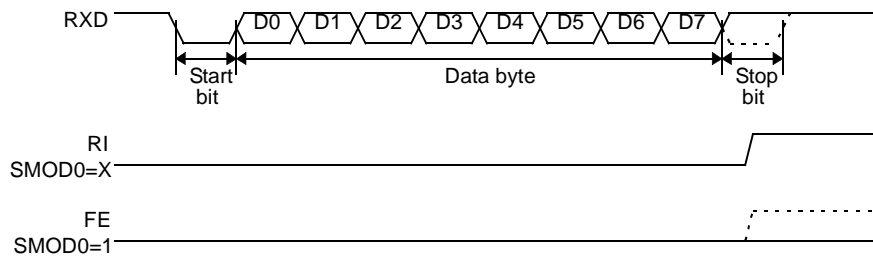 RXD
D0 D1 D2 D3 D4 D5 D6 D7
Start
bit
Data byte
Stop
bit
RI
SMOD0=X
FE
SMOD0=1